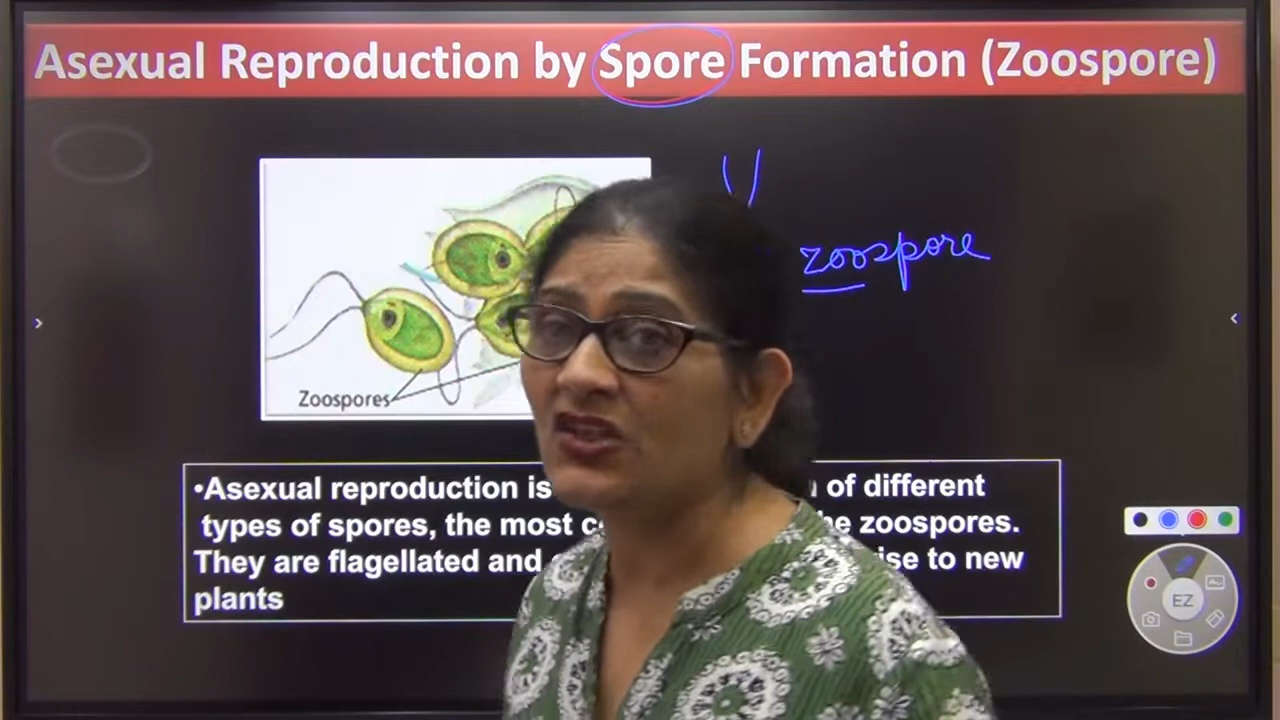 Asexual Reproduction by Spore Formation (Zoospore)
zoospore
Zoospores
•Asexual reproduction is of different
types of spores, the most he zoospores.
They are flagellated and ise to new
plants
EZ